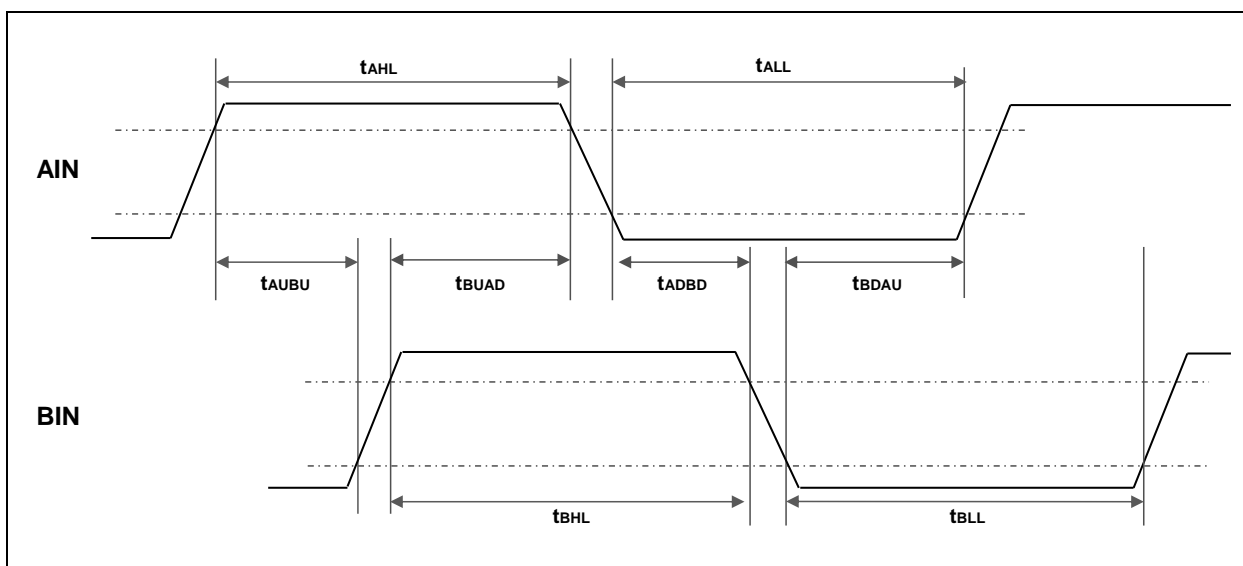 tAHL
tALL
AIN
tAUBU
tBUAD
tADBD
tBDAU
BIN
tBHL
tBLL